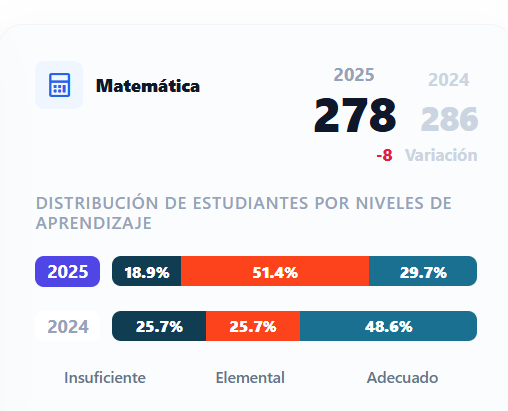 Matemática
2025
2024
278
286
-8 Variación
DISTRIBUCIÓN DE ESTUDIANTES POR NIVELES DE
APRENDIZAJE
2025 18.9% 51.4% 29.7%
2024 25.7% 25.7% 48.6%
Insuficiente Elemental Adecuado